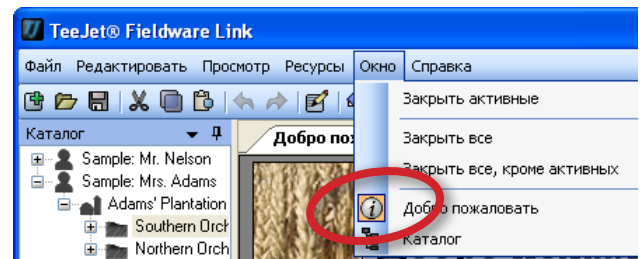 TeeJet® Fieldware Link
Файл Редактировать Просмотр Ресурсы Окно Справка
Каталог
Sample: Mr. Nelson
Sample: Mrs. Adams
Adams' Plantation
Southern Orch
Northern Orch
Добро по
Закрыть активные
Закрыть все
Закрыть все, кроме активных
Добро пожаловать
Каталог